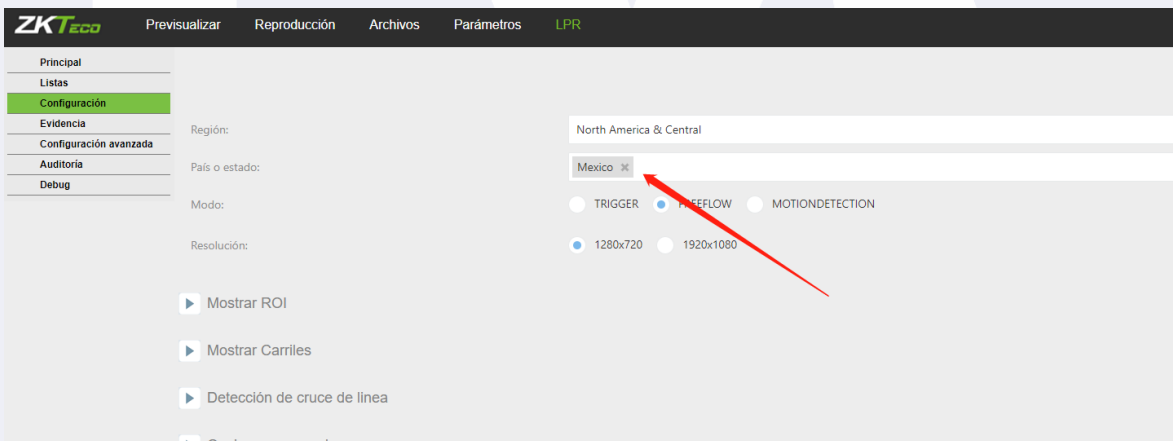 ZKTeco Previsualizar Reproducción Archivos Parámetros LPR
Principal
Listas
Configuración
Evidencia
Configuración avanzada
Auditoría
Debug
Región: North America & Central
País o estado: Mexico
Modo: TRIGGER FREEFLOW MOTIONDETECTION
Resolución: 1280x720 1920x1080
Mostrar ROI
Mostrar Carriles
Detección de cruce de linea